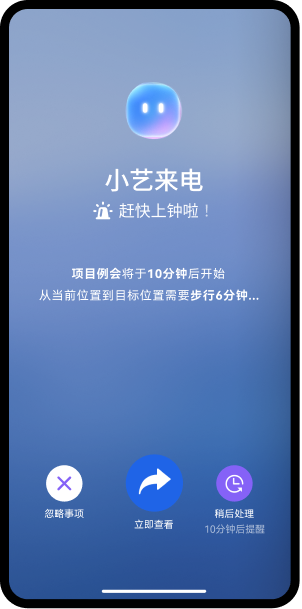 小艺来电
赶快上钟啦！
项目例会将于10分钟后开始
从当前位置到目标位置需要步行6分钟...
忽略事项
立即查看
稍后处理
10分钟后提醒